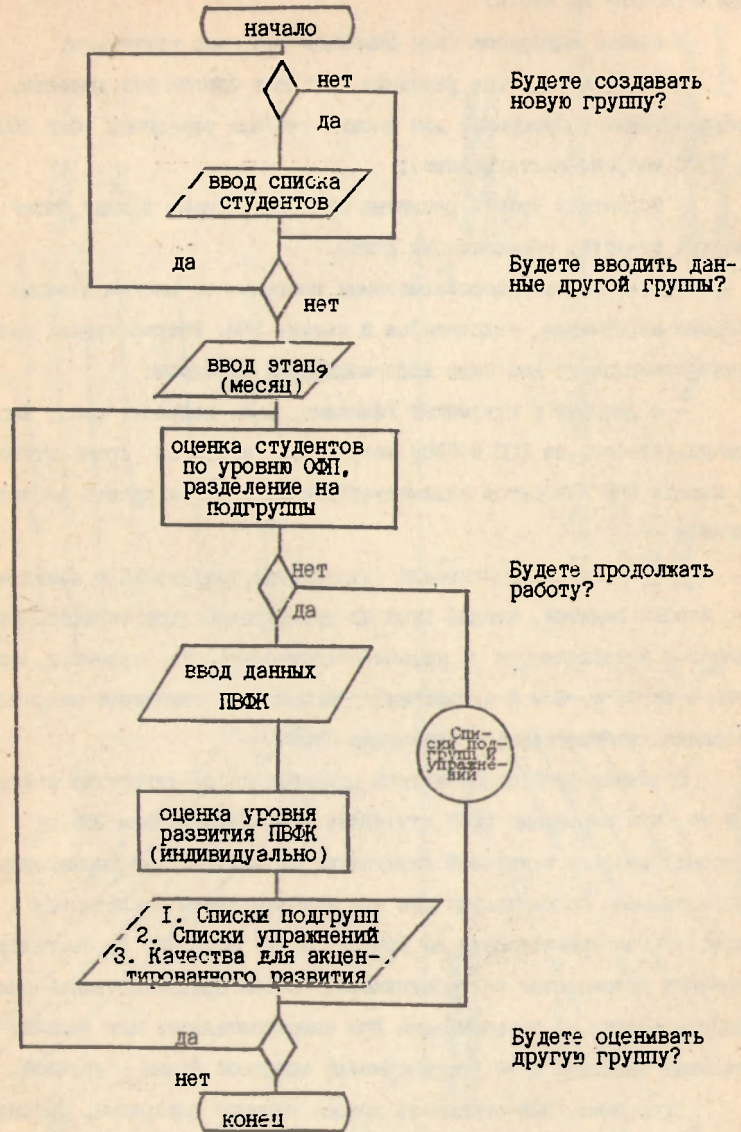 начало
нет
Будете создавать
новую группу?
да
ввод списка
студентов
да
Будете вводить дан-
ные другой группы?
нет
ввод этапа
(месяц)
оценка студентов
по уровню ОФП,
разделение на
подгруппы
нет
Будете продолжать
работу?
да
ввод данных
ПВФК
Спи-
ски под-
групп и
упражне-
ний
оценка уровня
развития ПВФК
(индивидуально)
1. Списки подгрупп
2. Списки упражнений
3. Качества для акцен-
тированного развития
да
Будете оценивать
другую группу?
нет
конец